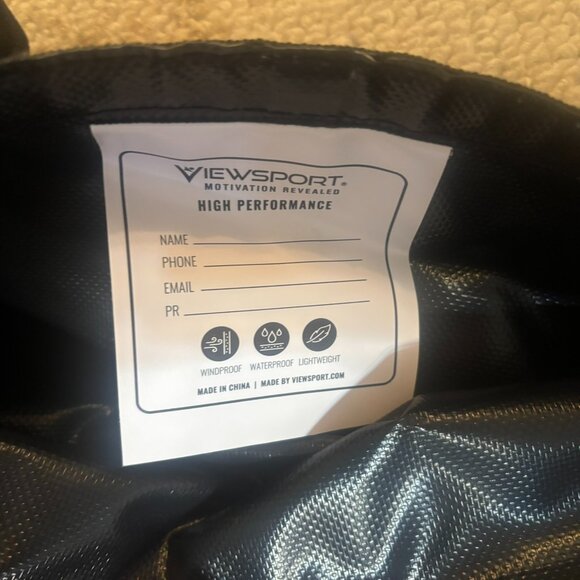 VIEWSPORT®
MOTIVATION REVEALED
HIGH PERFORMANCE
NAME
PHONE
EMAIL
PR
WINDPROOF WATERPROOF LIGHTWEIGHT
MADE IN CHINA | MADE BY VIEWSPORT.COM